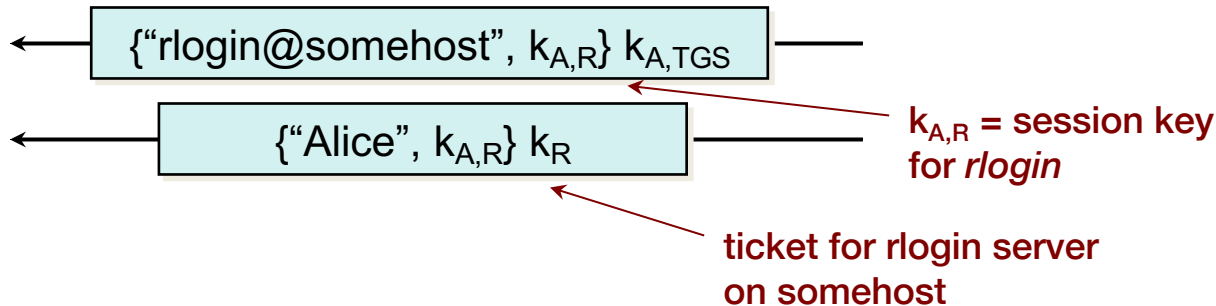 {“rlogin@somehost”, kA,R} kA,TGS
{“Alice”, kA,R} kR
kA,R = session key
for rlogin
ticket for rlogin server
on somehost